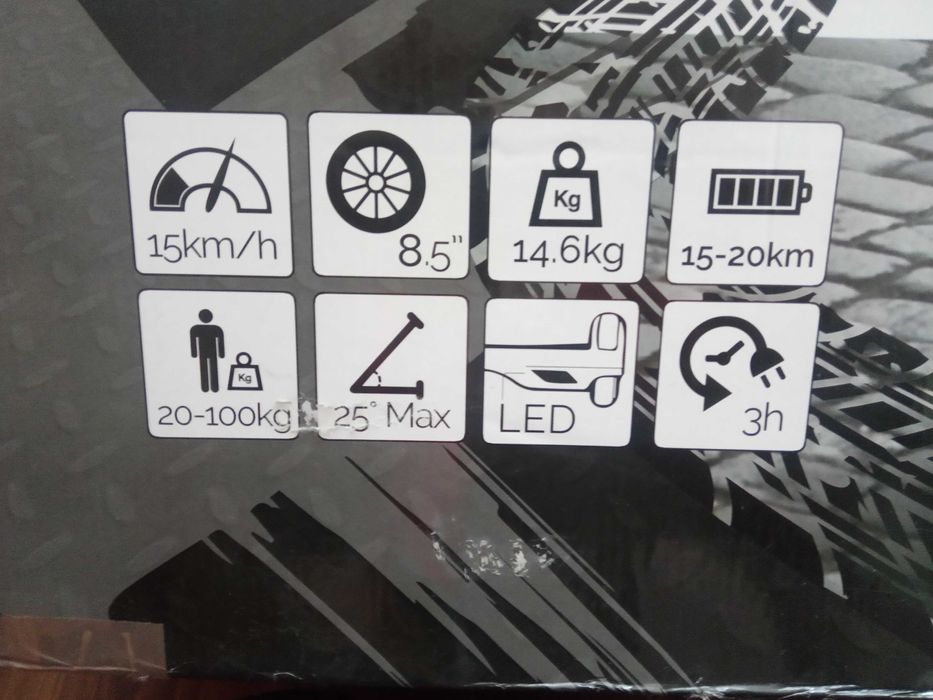 15km/h
8.5"
Kg
14.6kg
15-20km
Kg
20-100kg
25° Max
LED
3h